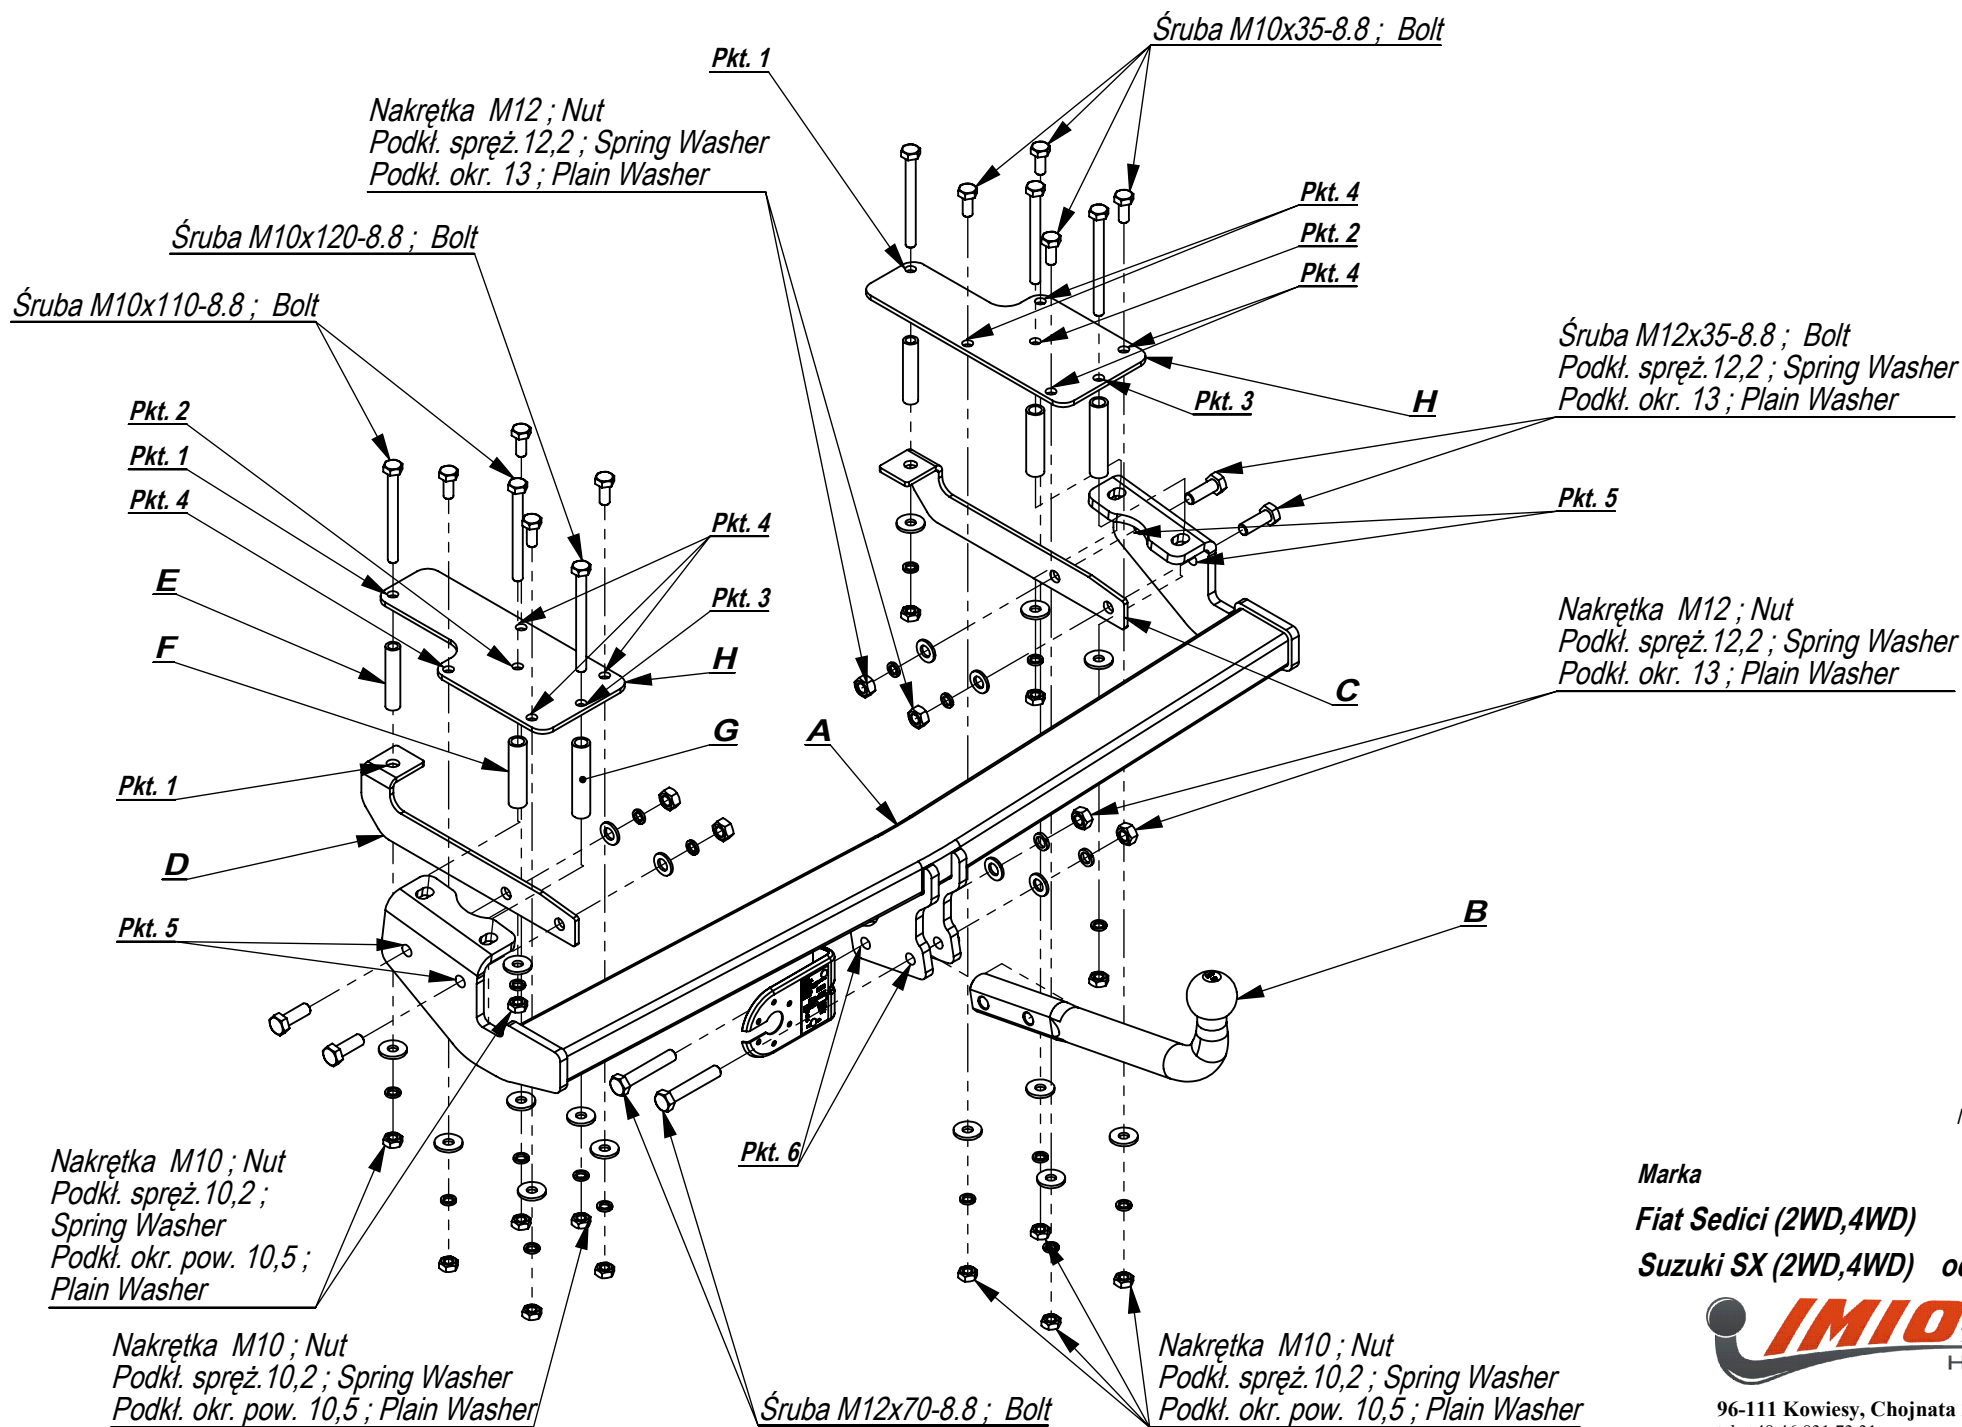 Śruba M10x35-8.8 ; Bolt
Pkt. 1
Nakrętka M12 ; Nut
Podkł. spręż.12,2 ; Spring Washer
Podkł. okr. 13 ; Plain Washer
Pkt. 4
Pkt. 2
Pkt. 4
Śruba M10x120-8.8 ; Bolt
Śruba M10x110-8.8 ; Bolt
Śruba M12x35-8.8 ; Bolt
Podkł. spręż.12,2 ; Spring Washer
Podkł. okr. 13 ; Plain Washer
Pkt. 3
H
Pkt. 2
Pkt. 1
Pkt. 4
Pkt. 4
Pkt. 5
E
Pkt. 3
F
H
Nakrętka M12 ; Nut
Podkł. spręż.12,2 ; Spring Washer
Podkł. okr. 13 ; Plain Washer
C
G
A
Pkt. 1
D
Pkt. 5
B
Pkt. 6
Nakrętka M10 ; Nut
Podkł. spręż.10,2 ;
Spring Washer
Podkł. okr. pow. 10,5 ;
Plain Washer
Nakrętka M10 ; Nut
Podkł. spręż.10,2 ; Spring Washer
Podkł. okr. pow. 10,5 ; Plain Washer
Śruba M12x70-8.8 ; Bolt
Nakrętka M10 ; Nut
Podkł. spręż.10,2 ; Spring Washer
Podkł. okr. pow. 10,5 ; Plain Washer
Marka
Fiat Sedici (2WD,4WD)
Suzuki SX (2WD,4WD)
IMIO
H
96-111 Kowiesy, Chojnata